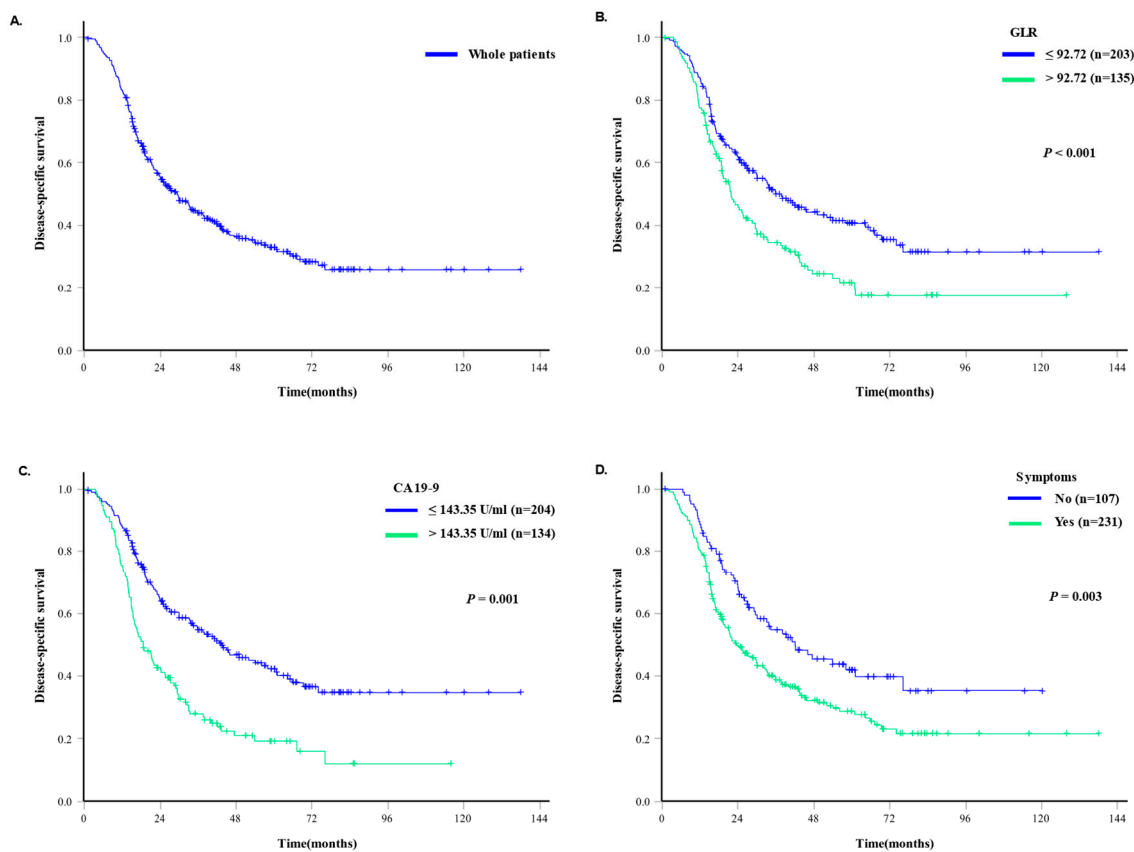 A.
Whole patients
1.0
0.8
0.6
0.4
0.2
0.0
Disease-specific survival
0 24 48 72 96 120 144
Time(months)
B.
GLR
≤ 92.72 (n=203)
> 92.72 (n=135)
P < 0.001
1.0
0.8
0.6
0.4
0.2
0.0
Disease-specific survival
0 24 48 72 96 120 144
Time(months)
C.
CA19-9
≤ 143.35 U/ml (n=204)
> 143.35 U/ml (n=134)
P = 0.001
1.0
0.8
0.6
0.4
0.2
0.0
Disease-specific survival
0 24 48 72 96 120 144
Time(months)
D.
Symptoms
No (n=107)
Yes (n=231)
P = 0.003
1.0
0.8
0.6
0.4
0.2
0.0
Disease-specific survival
0 24 48 72 96 120 144
Time(months)